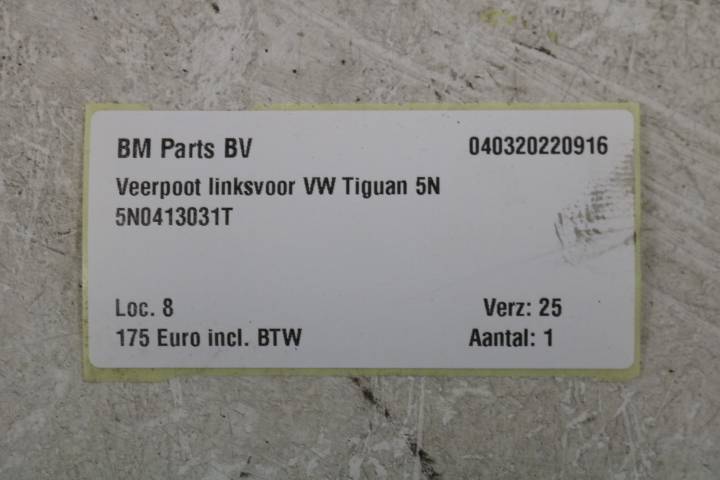 BM Parts BV 040320220916
Veerpoot linksvoor VW Tiguan 5N
5N0413031T
Loc. 8 Verz: 25
175 Euro incl. BTW Aantal: 1